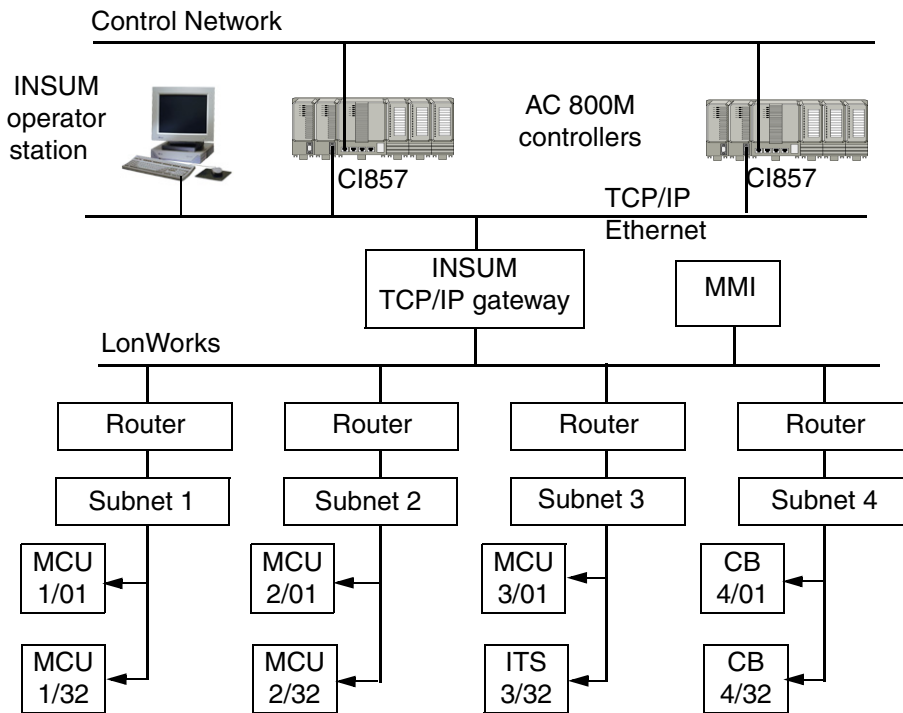 Control Network
INSUM
operator
station
AC 800M
controllers
CI857
CI857
TCP/IP
Ethernet
INSUM
TCP/IP gateway
MMI
LonWorks
Router
Router
Router
Router
Subnet 1
Subnet 2
Subnet 3
Subnet 4
MCU
1/01
MCU
2/01
MCU
3/01
CB
4/01
MCU
1/32
MCU
2/32
ITS
3/32
CB
4/32